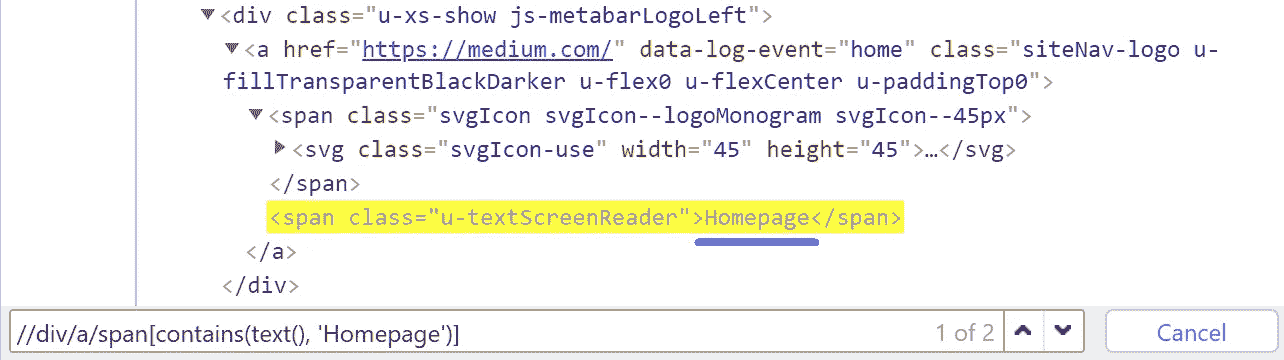 ▼<div class="u-xs-show js-metabarLogoLeft">
▼<a href="https://medium.com/" data-log-event="home" class="siteNav-logo u-
fillTransparentBlackDarker u-flex0 u-flexCenter u-paddingTop0">
▼<span class="svgIcon svgIcon--logoMonogram svgIcon--45px">
▶<svg class="svgIcon-use" width="45" height="45">…</svg>
</span>
<span class="u-textScreenReader">Homepage</span>
</a>
</div>
//div/a/span[contains(text(), 'Homepage')] 1 of 2 Cancel